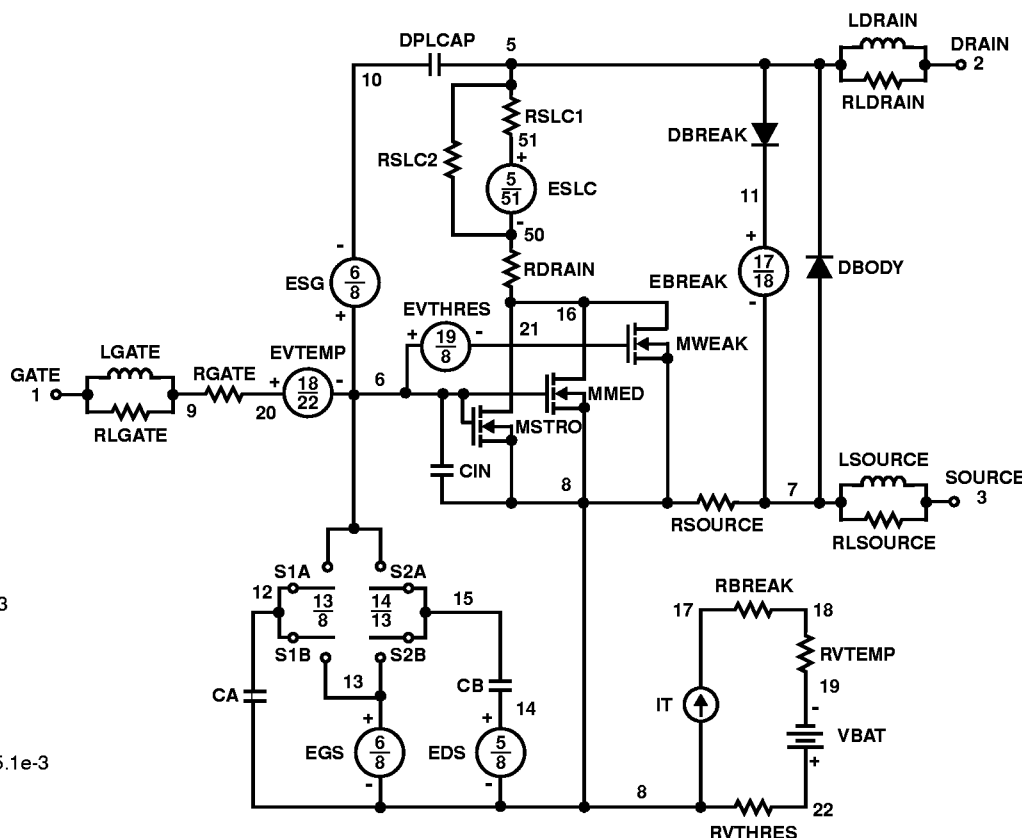 LDRAIN
DPLCAP
5
DRAIN
2
10
RLDRAIN
RSLC1
DBREAK
51
+
RSLC2
5
51
ESLC
11
-
50
-
+
17
18
RDRAIN
EBREAK
DBODY
6
8
ESG
-
EVTHRES
16
+
21
+
19
8
-
MWEAK
LGATE
EVTEMP
GATE
1
RGATE
+
18
22
-
6
MMED
9
20
MSTRO
RLGATE
LSOURCE
CIN
8
7
SOURCE
3
RSOURCE
RLSOURCE
S1A
S2A
RBREAK
12
13
8
14
13
15
3
17
18
S1B
S2B
RVTEMP
13
CB
19
CA
14
IT
-
+
+
VBAT
EGS
6
8
EDS
5
8
5.1e-3
+
-
-
8
22
RVTHRES